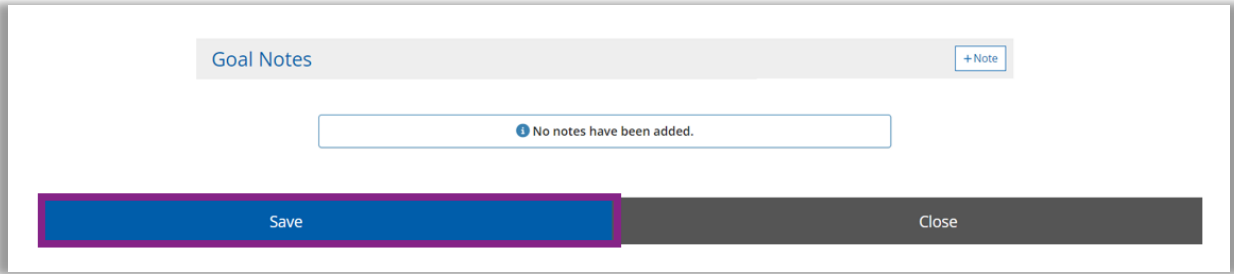 Goal Notes
+Note
No notes have been added.
Save
Close